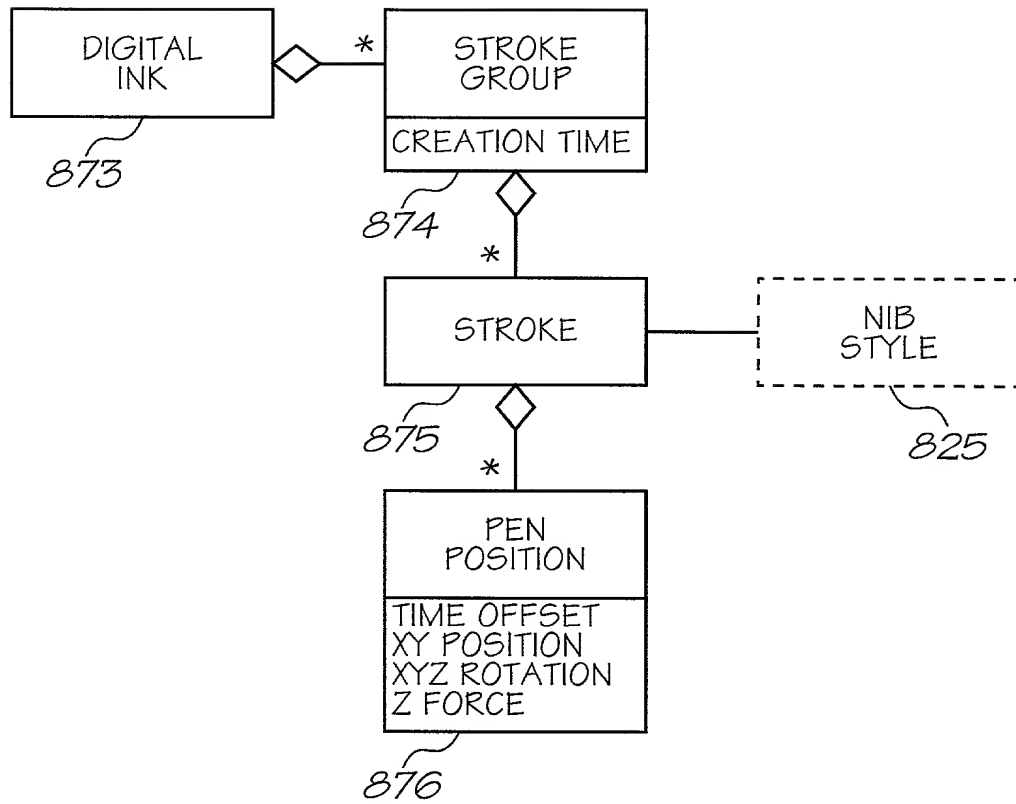 DIGITAL
INK
*
STROKE
GROUP
CREATION TIME
873
874
*
STROKE
NIB
STYLE
875
825
*
PEN
POSITION
TIME OFFSET
XY POSITION
XYZ ROTATION
Z FORCE
876